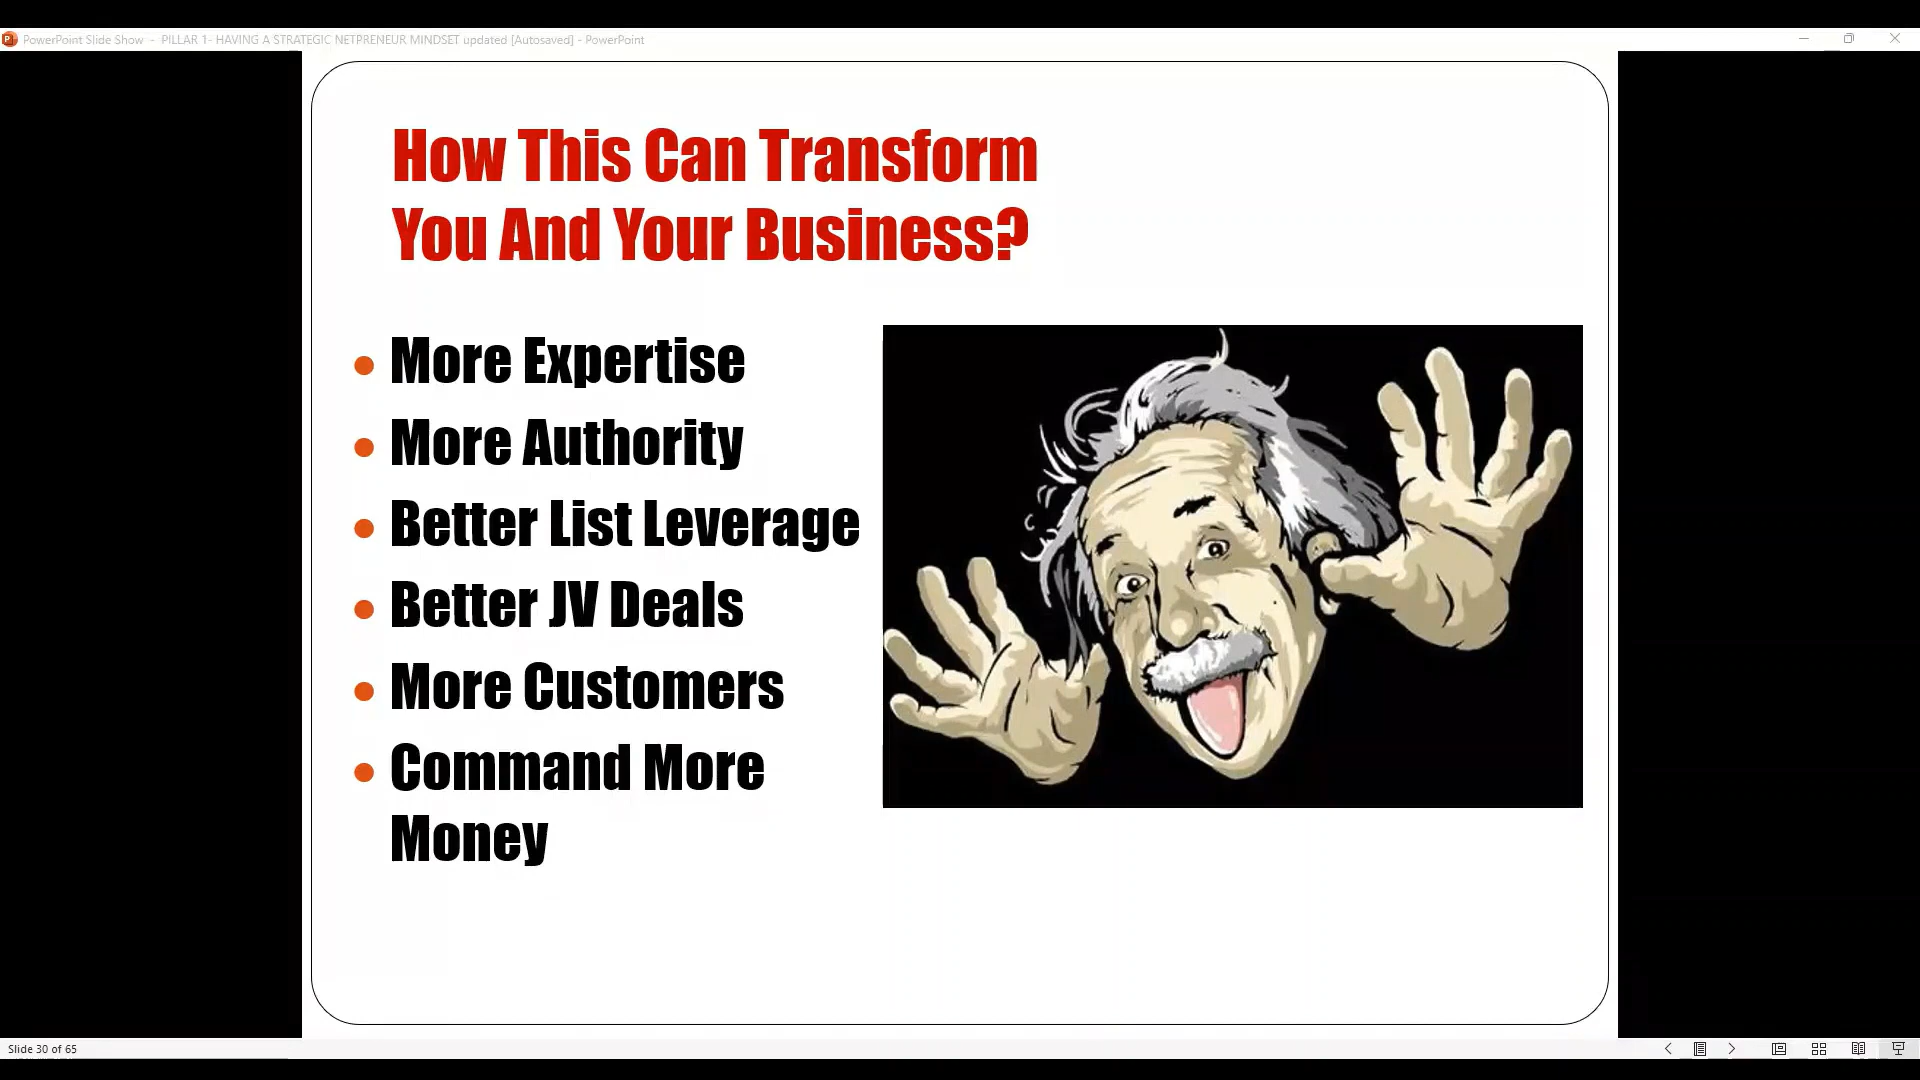 PowerPoint Slide Show - PILLAR 1- HAVING A STRATEGIC NETPRENEUR MINDSET updated [Autosaved] - PowerPoint
How This Can Transform
You And Your Business?
• More Expertise
• More Authority
• Better List Leverage
• Better JV Deals
• More Customers
• Command More
Money
Slide 30 of 65